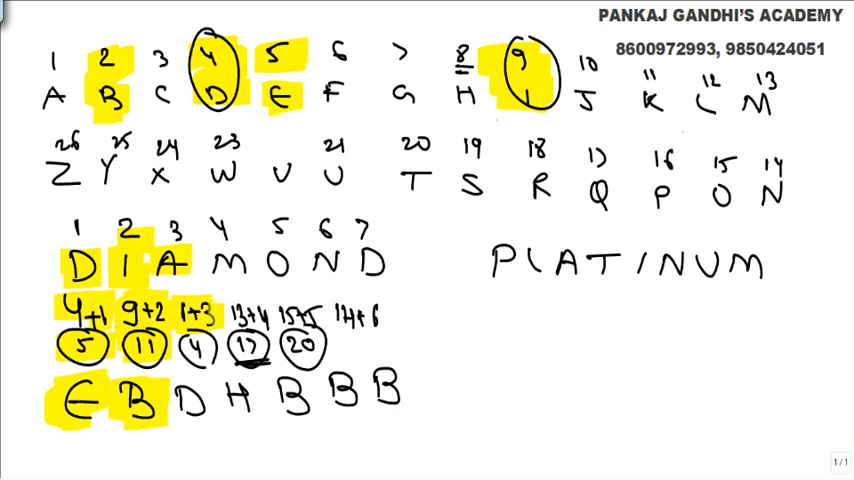 PANKAJ GANDHI'S ACADEMY
8600972993, 9850424051
1 2 3 4 5 6 7 8 9 10 11 12 13
A B C D E F G H I J K L M
26 25 24 23 21 20 19 18 17 16 15 14
Z Y X W V U T S R Q P O N
1 2 3 4 5 6 7
D I A M O N D
PLATINUM
4+1 9+2 1+3 13+4 15+5 14+6
5 11 4 17 20
E B D H B B B
1/1